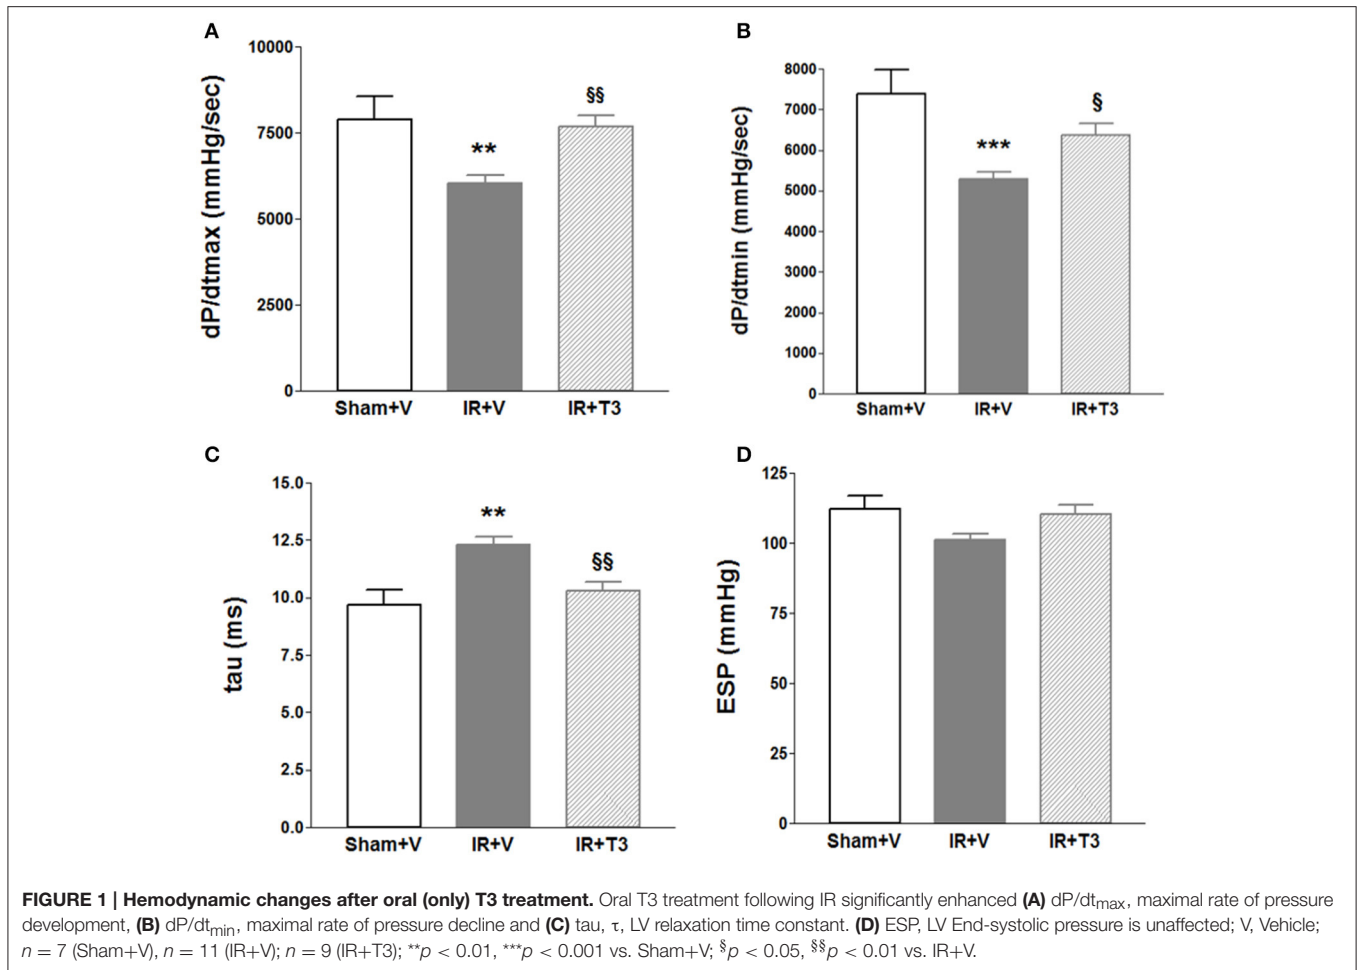 A
10000
7500
5000
2500
0
dP/dtmax (mmHg/sec)
**
§§
Sham+V IR+V IR+T3
B
8000
7000
6000
5000
4000
3000
2000
1000
0
dP/dtmin (mmHg/sec)
***
§
Sham+V IR+V IR+T3
C
15.0
12.5
10.0
7.5
5.0
2.5
0.0
tau (ms)
**
§§
Sham+V IR+V IR+T3
D
125
100
75
50
25
0
ESP (mmHg)
Sham+V IR+V IR+T3
FIGURE 1 | Hemodynamic changes after oral (only) T3 treatment. Oral T3 treatment following IR significantly enhanced (A) dP/dtmax, maximal rate of pressure
development, (B) dP/dtmin, maximal rate of pressure decline and (C) tau, τ, LV relaxation time constant. (D) ESP, LV End-systolic pressure is unaffected; V, Vehicle;
n = 7 (Sham+V), n = 11 (IR+V); n = 9 (IR+T3); **p < 0.01, ***p < 0.001 vs. Sham+V; §p < 0.05, §§p < 0.01 vs. IR+V.